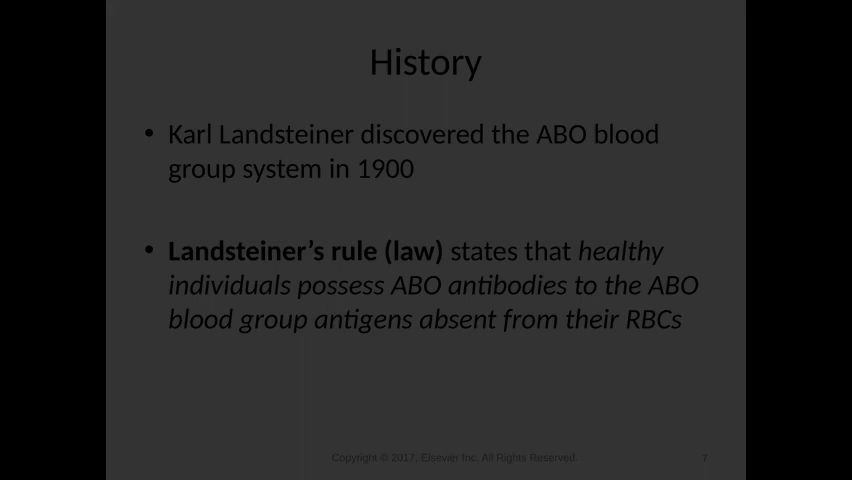 History
• Karl Landsteiner discovered the ABO blood
group system in 1900
• Landsteiner’s rule (law) states that healthy
individuals possess ABO antibodies to the ABO
blood group antigens absent from their RBCs
Copyright © 2017, Elsevier Inc. All Rights Reserved.
7